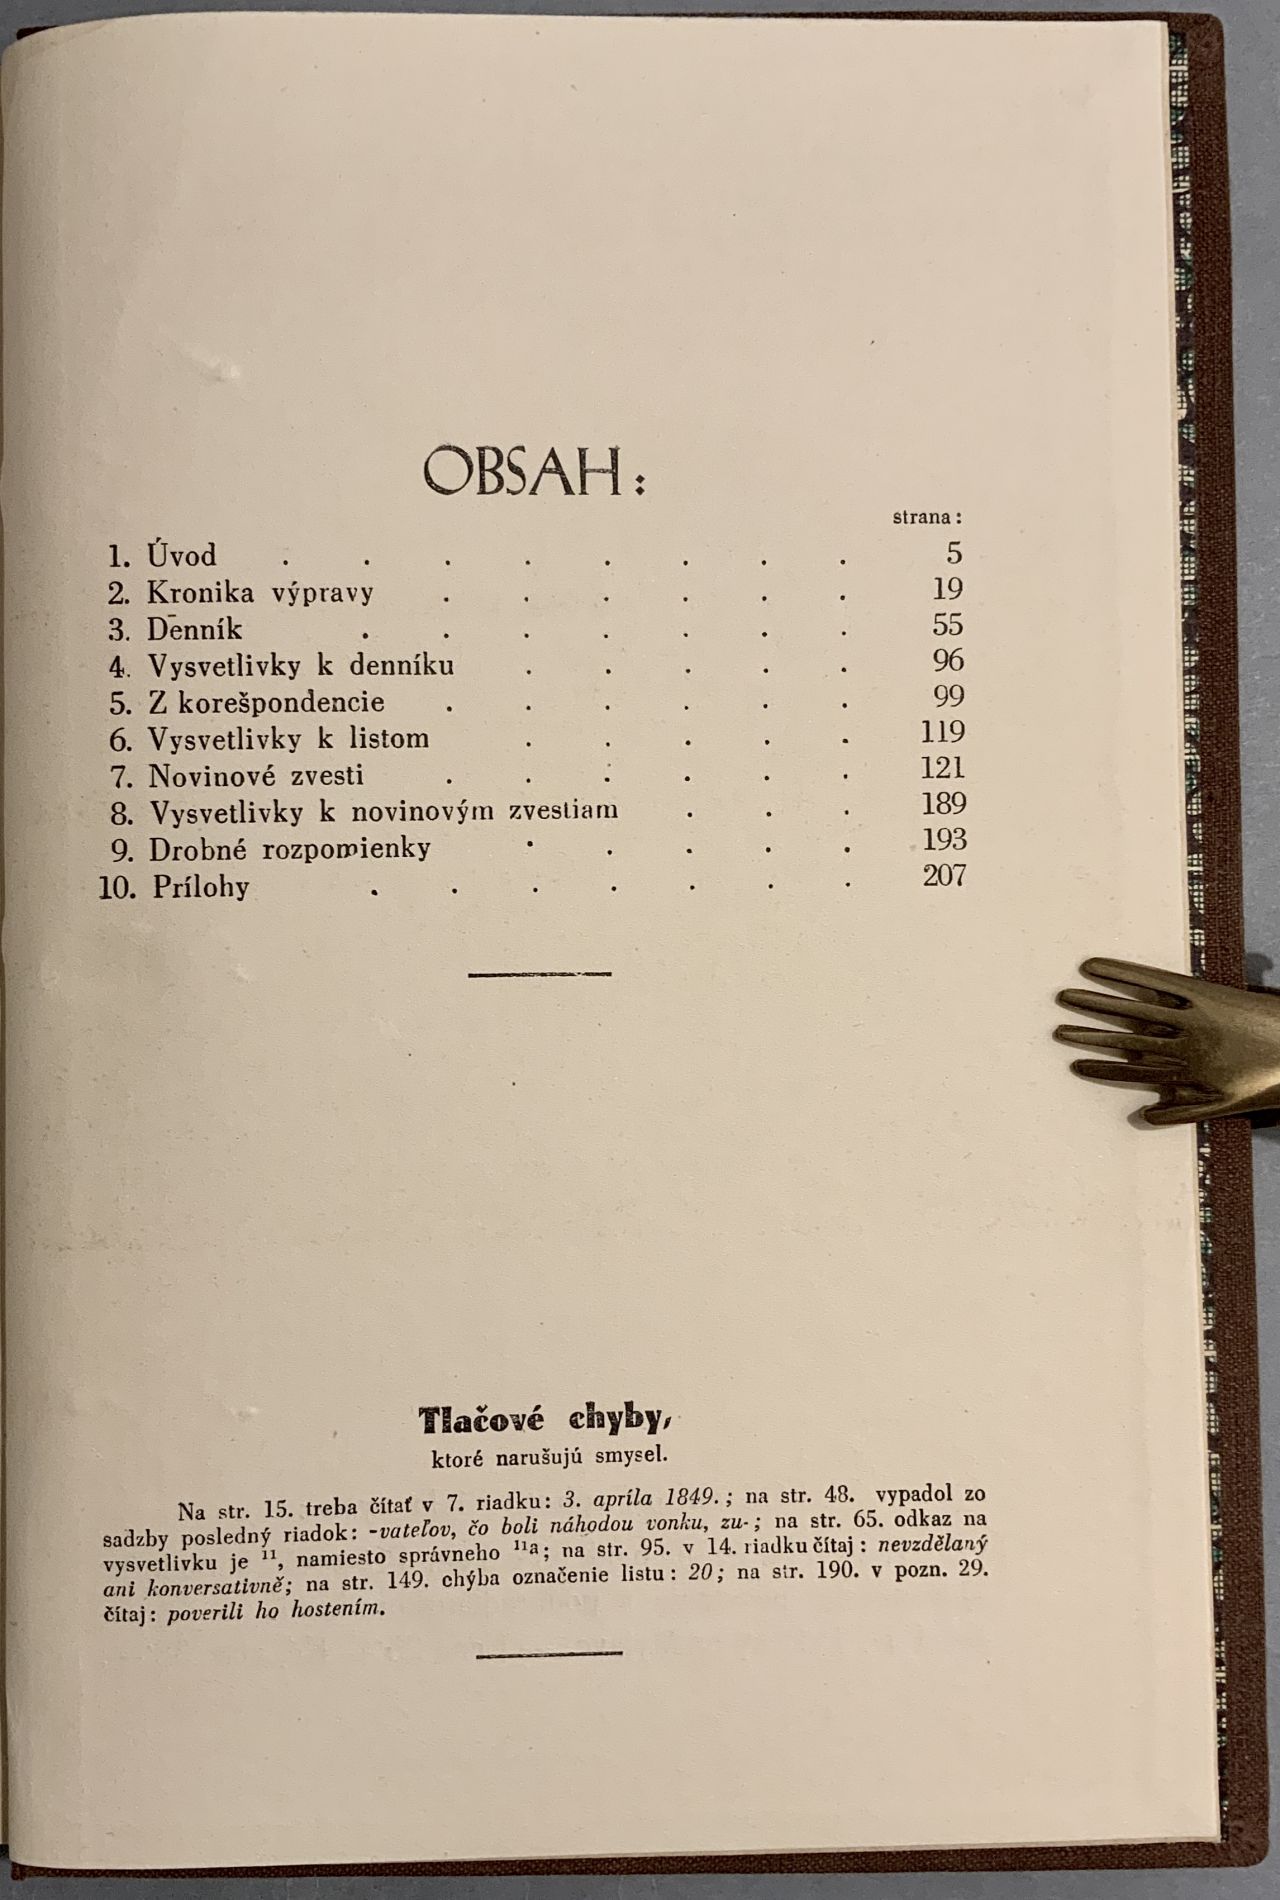 OBSAH:
strana:
1. Úvod . . . . . . . . 5
2. Kronika výpravy . . . . . . 19
3. Denník . . . . . . . 55
4. Vysvetlivky k denníku . . . . . 96
5. Z korešpondencie . . . . . . 99
6. Vysvetlivky k listom . . . . . 119
7. Novinové zvesti . . . . . . 121
8. Vysvetlivky k novinovým zvestiam . . . 189
9. Drobné rozpomienky . . . . . 193
10. Prílohy . . . . . . . 207
Tlačové chyby,
ktoré narušujú smysel.
Na str. 15. treba čítať v 7. riadku: 3. apríla 1849.; na str. 48. vypadol zo
sadzby posledný riadok: -vateľov, čo boli náhodou vonku, zu-; na str. 65. odkaz na
vysvetlivku je ¹¹, namiesto správneho ¹¹a; na str. 95. v 14. riadku čítaj: nevzdělaný
ani konversativně; na str. 149. chýba označenie listu: 20; na str. 190. v pozn. 29.
čítaj: poverili ho hostením.